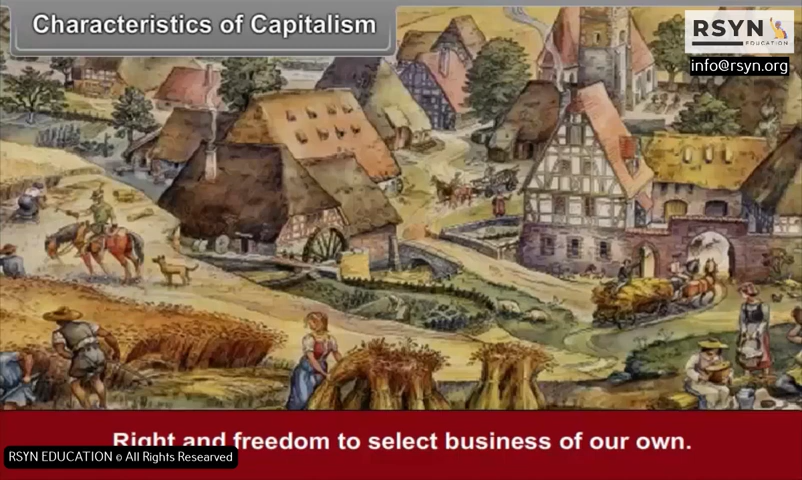 Characteristics of Capitalism
RSYN
EDUCATION
info@rsyn.org
Right and freedom to select business of our own.
RSYN EDUCATION © All Rights Researved